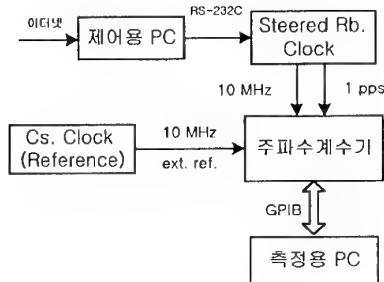 이더넷
제어용 PC
RS-232C
Steered Rb.
Clock
10 MHz
1 pps
Cs. Clock
(Reference)
10 MHz
ext. ref.
주파수계수기
GPIB
측정용 PC